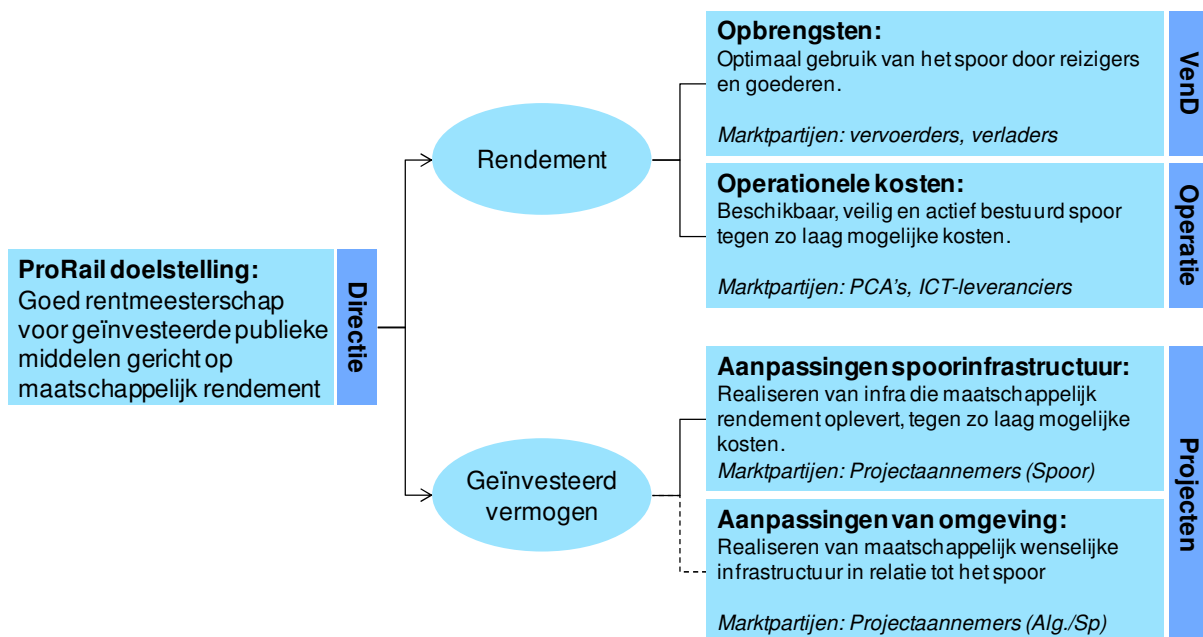 ProRail doelstelling:
Goed rentmeesterschap
voor geïnvesteerde publieke
middelen gericht op
maatschappelijk rendement
Directie
Rendement
Geïnvesteerd
vermogen
Opbrengsten:
Optimaal gebruik van het spoor door reizigers
en goederen.
Marktpartijen: vervoerders, verladers
VenD
Operationele kosten:
Beschikbaar, veilig en actief bestuurd spoor
tegen zo laag mogelijke kosten.
Marktpartijen: PCA's, ICT-leveranciers
Operatie
Aanpassingen spoorinfrastructuur:
Realiseren van infra die maatschappelijk
rendement oplevert, tegen zo laag mogelijke
kosten.
Marktpartijen: Projectaannemers (Spoor)
Aanpassingen van omgeving:
Realiseren van maatschappelijk wenselijke
infrastructuur in relatie tot het spoor
Marktpartijen: Projectaannemers (Alg./Sp)
Projecten